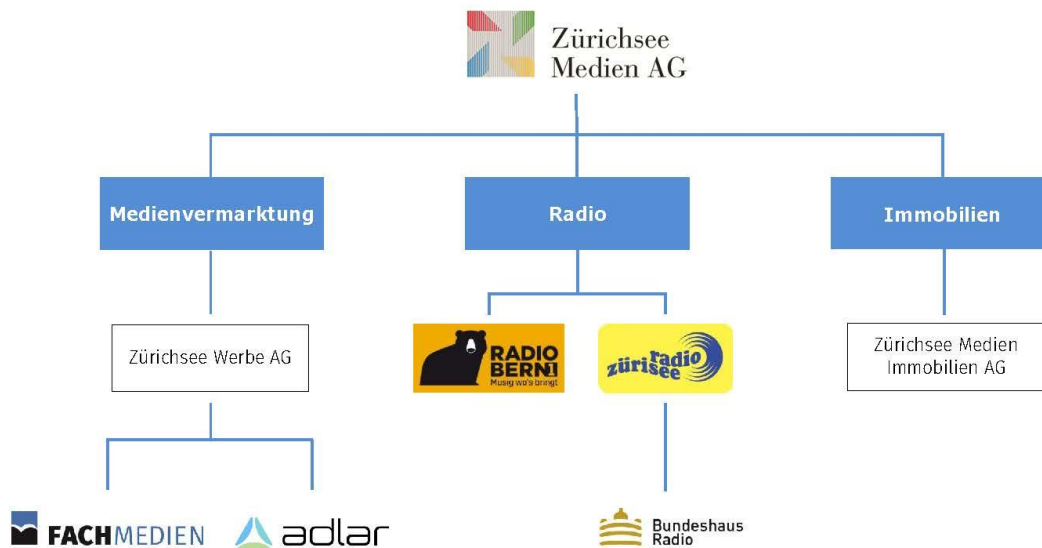 Zürichsee
Medien AG
Medienvermarktung
Radio
Immobilien
Zürichsee Werbe AG
RADIO
BERN1
Musig wo's bringt
radio
zürisee
Zürichsee Medien
Immobilien AG
FACHMEDIEN
adlar
Bundeshaus
Radio